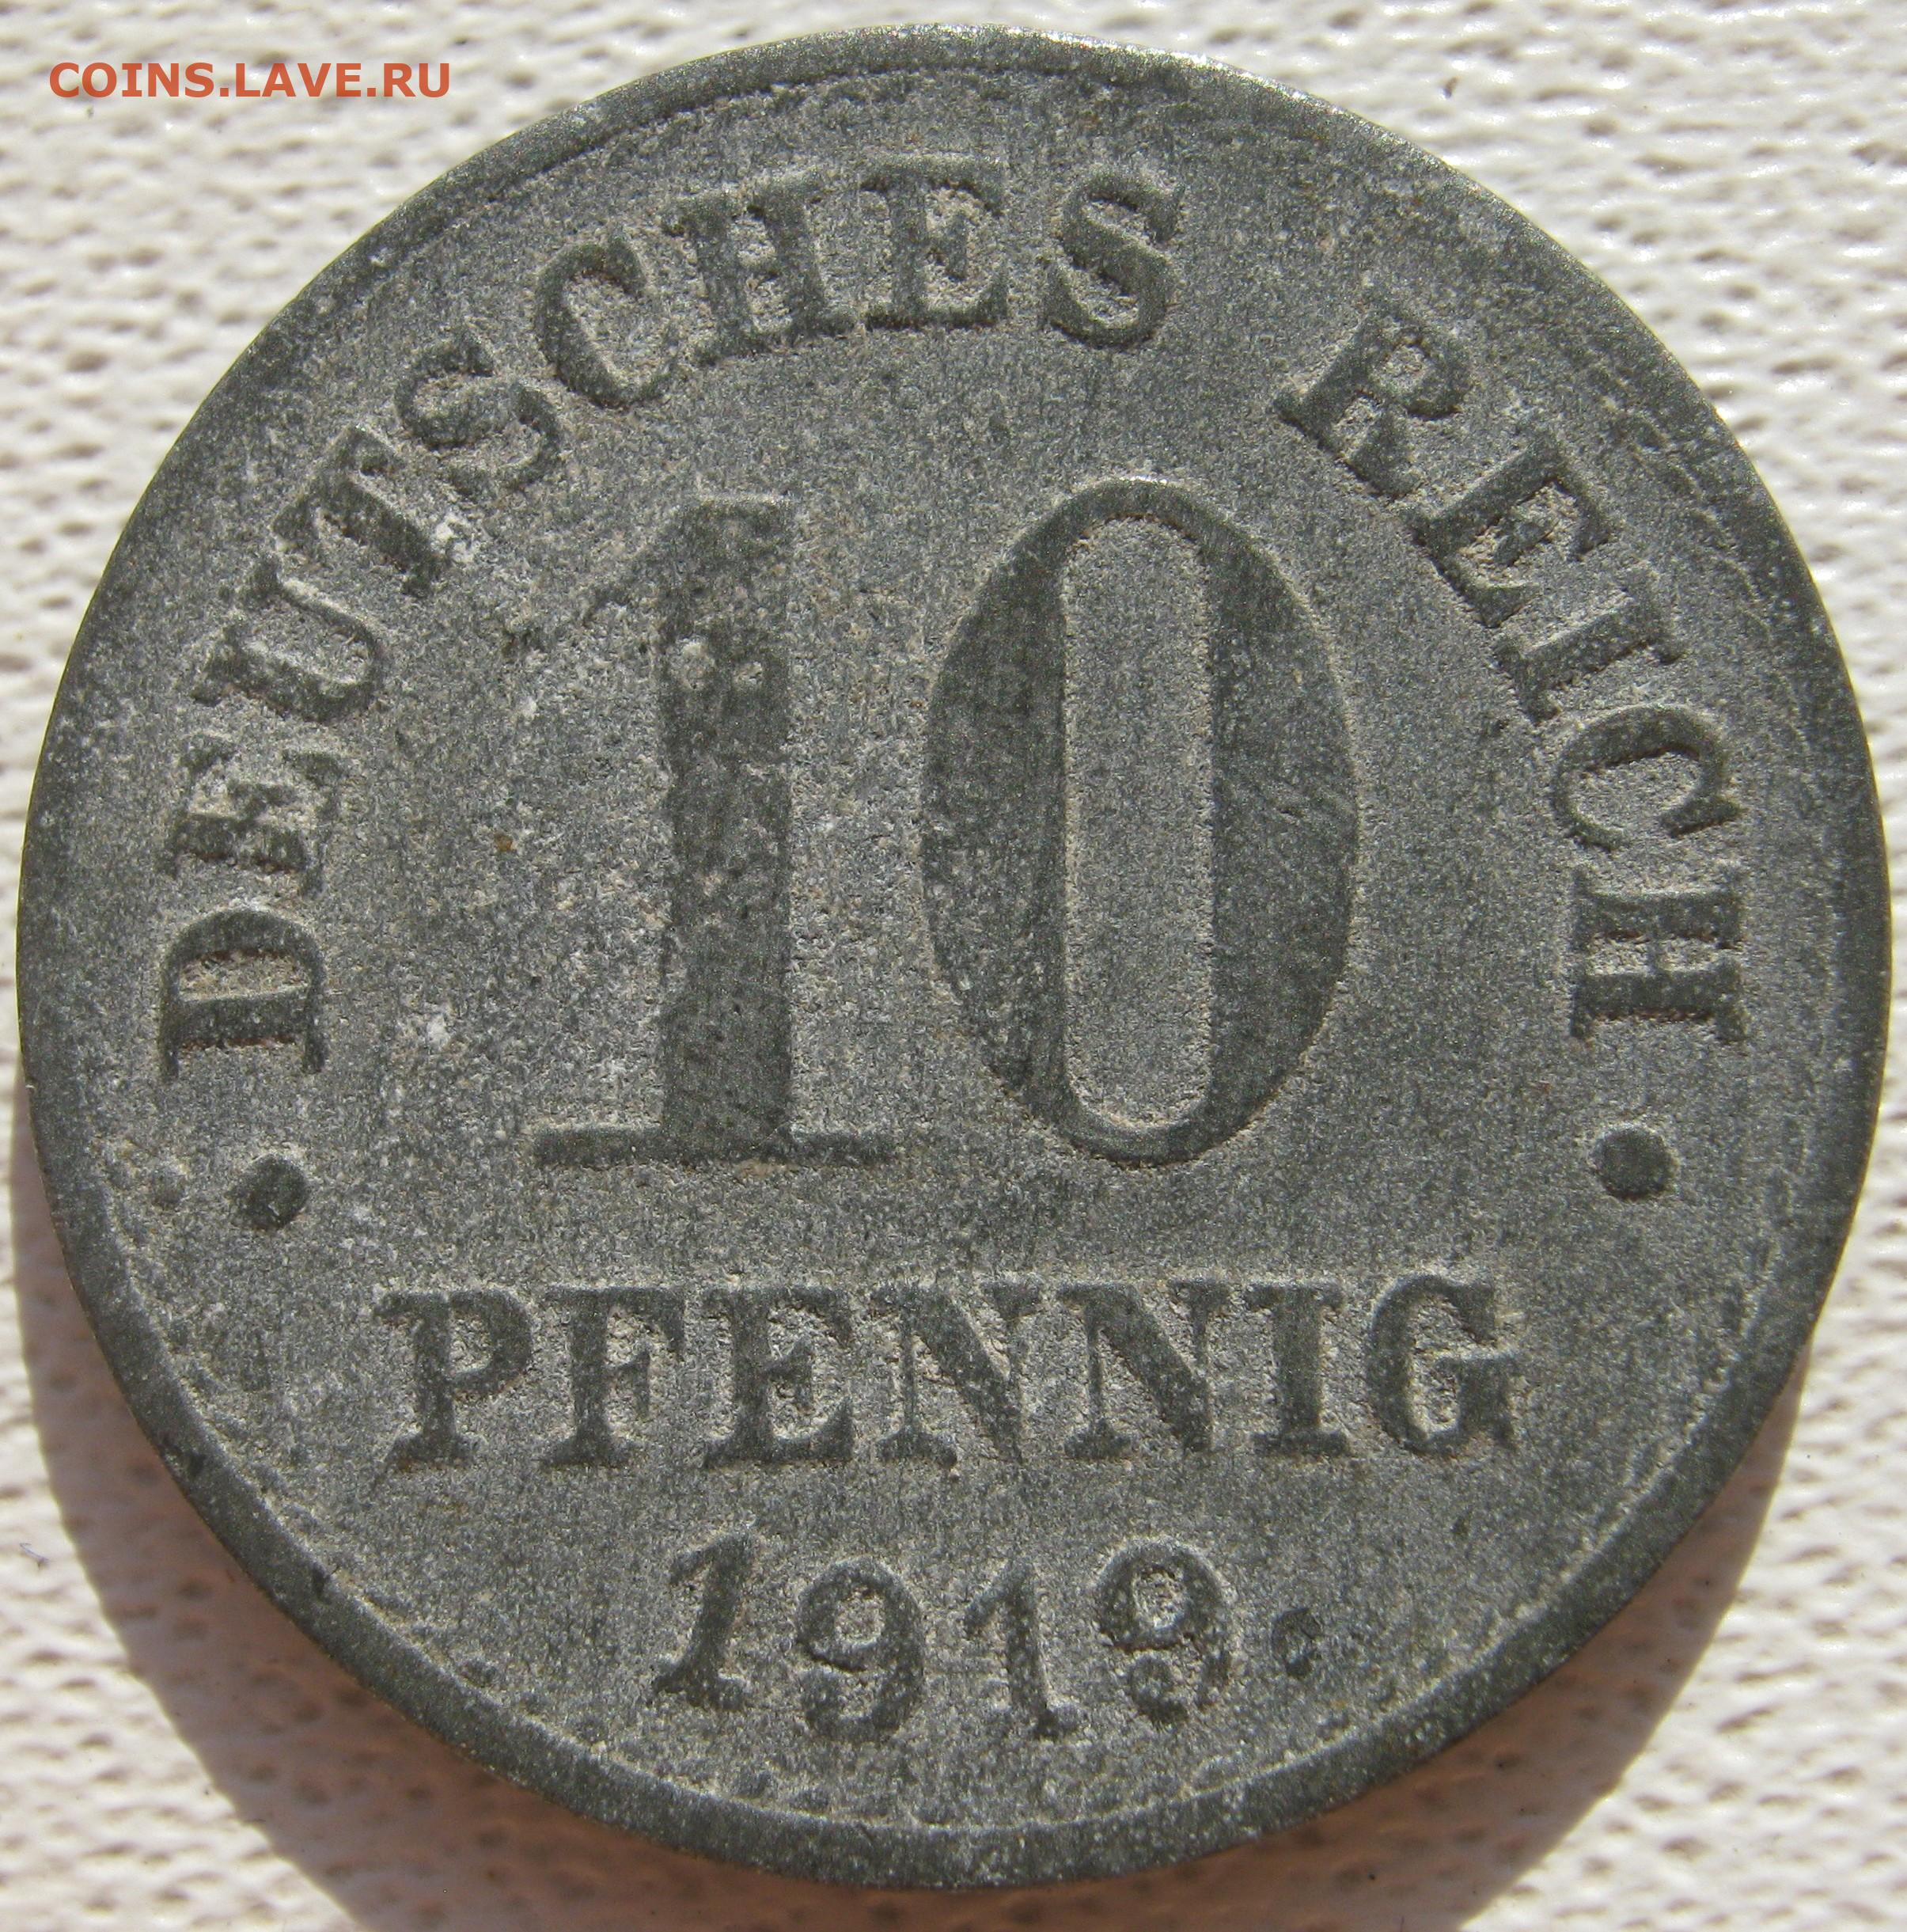 COINS.LAVE.RU
DEUTSCHES REICH
10
PFENNIG
1919.